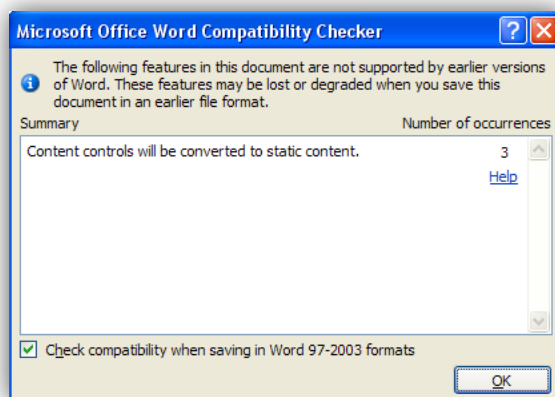 Microsoft Office Word Compatibility Checker
The following features in this document are not supported by earlier versions
of Word. These features may be lost or degraded when you save this
document in an earlier file format.
Summary Number of occurrences
Content controls will be converted to static content. 3
Help
Check compatibility when saving in Word 97-2003 formats
OK